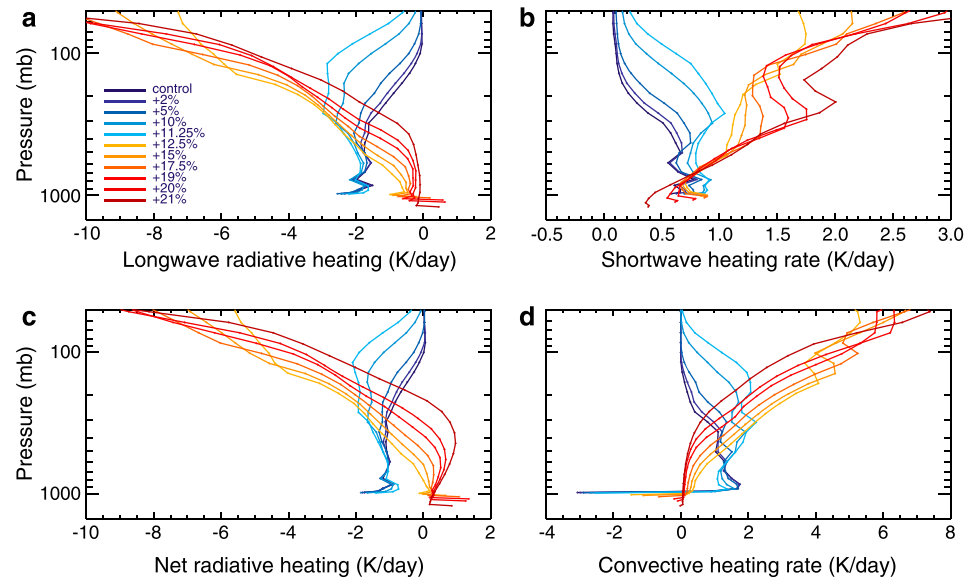 a
b
Pressure (mb)
100
1000
control
+2%
+5%
+10%
+11.25%
+12.5%
+15%
+17.5%
+19%
+20%
+21%
-10 -8 -6 -4 -2 0 2
Longwave radiative heating (K/day)
-0.5 0.0 0.5 1.0 1.5 2.0 2.5 3.0
Shortwave heating rate (K/day)
c
d
Pressure (mb)
100
1000
-10 -8 -6 -4 -2 0 2
Net radiative heating (K/day)
-4 -2 0 2 4 6 8
Convective heating rate (K/day)